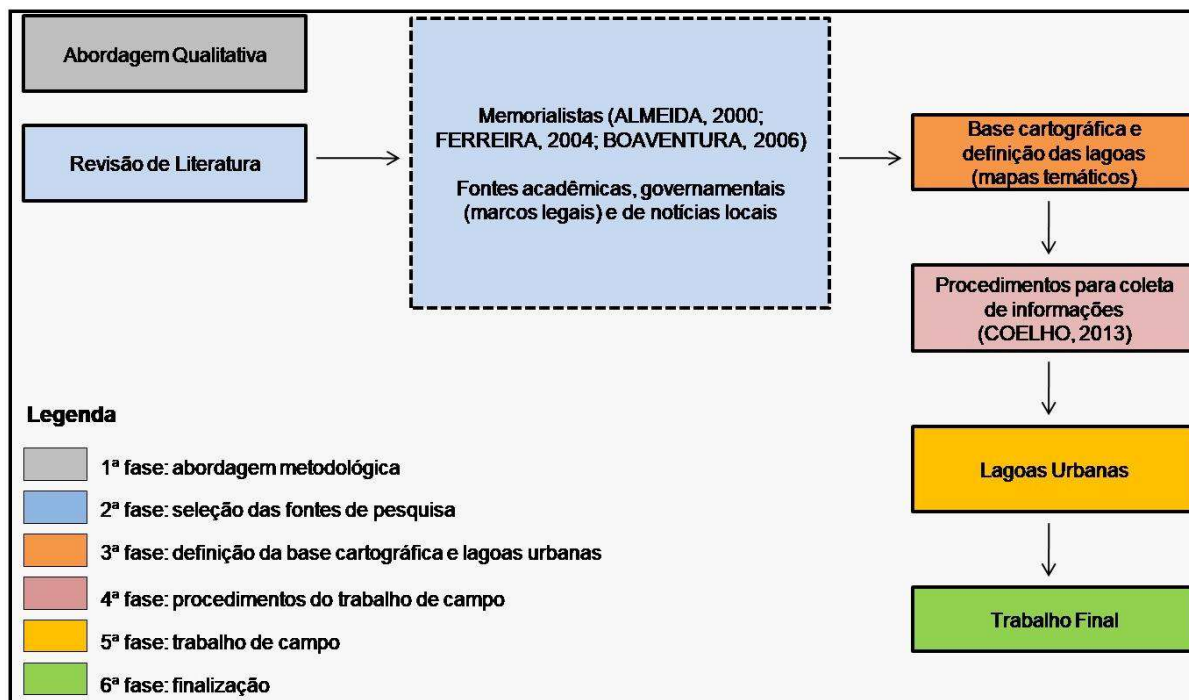 Abordagem Qualitativa
Revisão de Literatura
Memorialistas (ALMEIDA, 2000;
FERREIRA, 2004; BOAVENTURA, 2006)
Fontes acadêmicas, governamentais
(marcos legais) e de notícias locais
Base cartográfica e
definição das lagoas
(mapas temáticos)
Procedimentos para coleta
de informações
(COELHO, 2013)
Lagoas Urbanas
Trabalho Final
Legenda
1ª fase: abordagem metodológica
2ª fase: seleção das fontes de pesquisa
3ª fase: definição da base cartográfica e lagoas urbanas
4ª fase: procedimentos do trabalho de campo
5ª fase: trabalho de campo
6ª fase: finalização